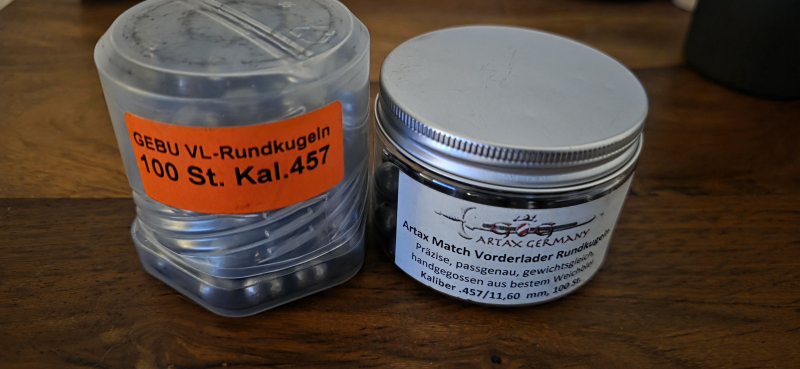 GEBU VL-Rundkugeln
100 St. Kal.457
ARTAX GERMANY
Artax Match Vorderlader Rundkugeln
Präzise, passgenau, gewichtsgleich,
handgegossen aus bestem Weichblei
Kaliber .457/11,60 mm, 100 St.